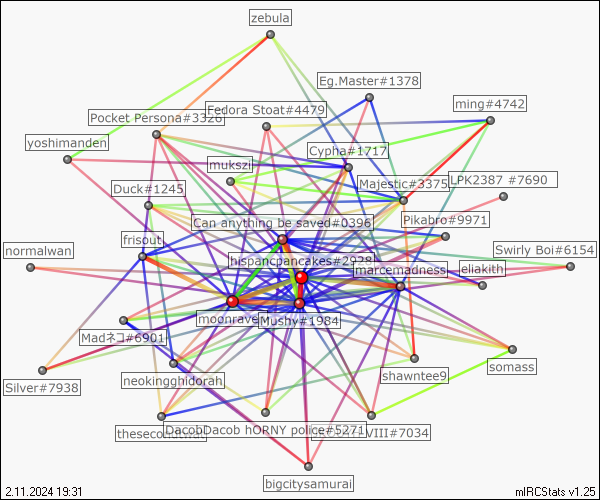 zebula
Eg.Master#1378
ming#4742
Fedora Stoat#4479
Pocket Persona#3326
yoshimanden
Cypha#1717
mukszi
Majestic#3375
LPK2387 #7690
Duck#1245
Can anything be saved#0396
Pikabro#9971
frisout
normalwan
Swirly Boi#6154
hispancpancakes#2928
marcemadness
eliakith
moonrave
Mushy#1984
Madネコ#6901
somass
shawntee9
Silver#7938
neokingghidorah
DacobDacob hORNY police#5271
VIII#7034
bigcitysamurai
2.11.2024 19:31
mIRCStats v1.25